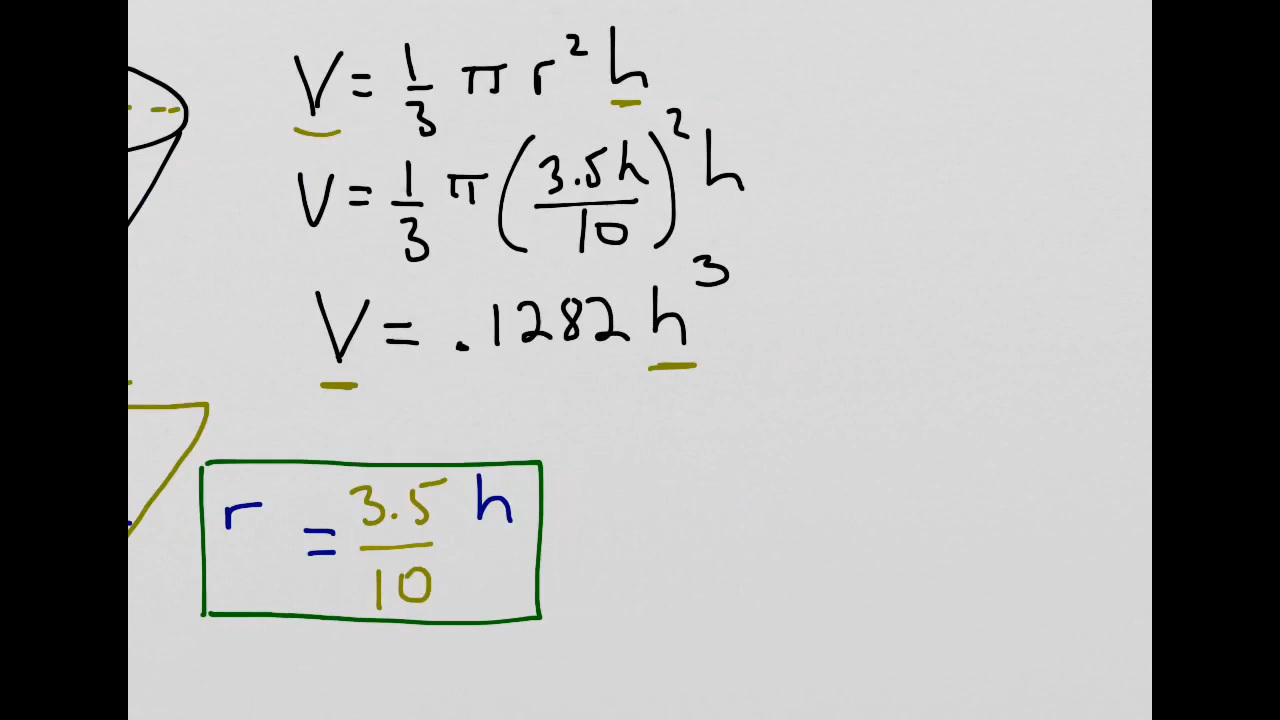 V = 1/3 π r² h
V = 1/3 π (3.5h/10)² h
V = .1282 h³
r = 3.5/10 h